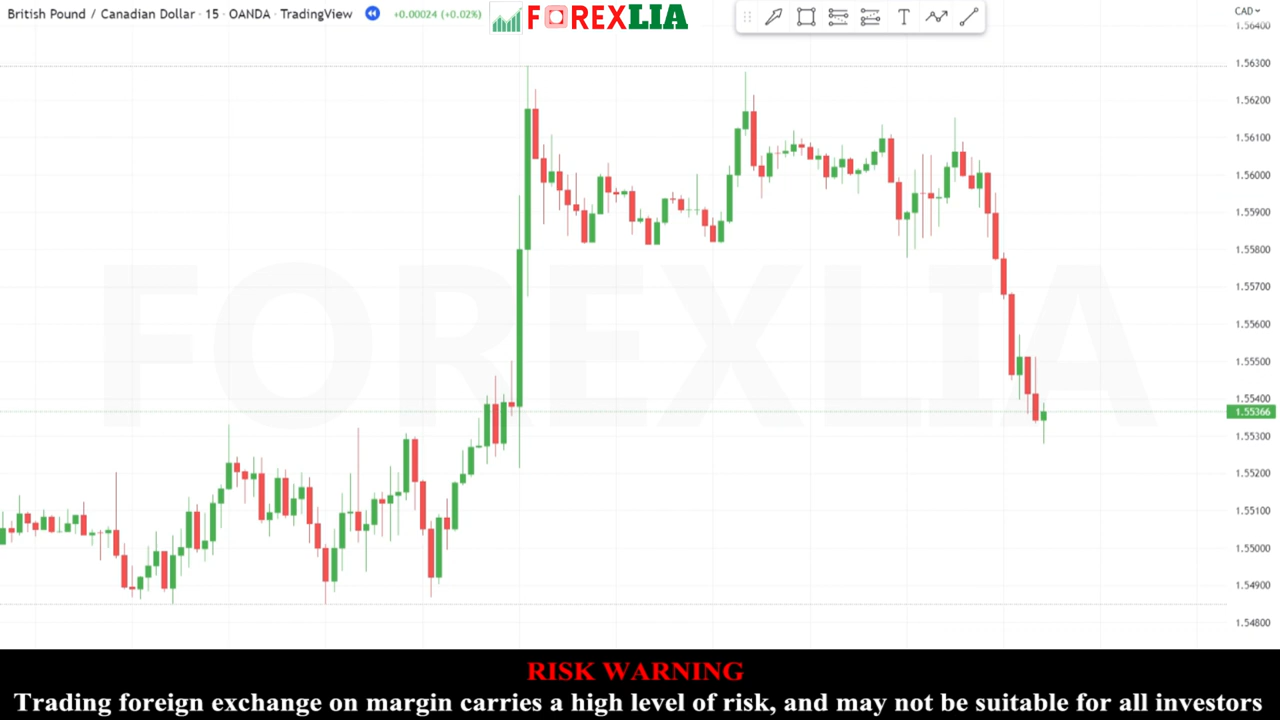 British Pound / Canadian Dollar · 15 · OANDA · TradingView
+0.00024 (+0.02%)
FOREXLIA
T
CAD
1.56400
1.56300
1.56200
1.56100
1.56000
1.55900
1.55800
1.55700
1.55600
1.55500
1.55400
1.55366
1.55300
1.55200
1.55100
1.55000
1.54900
1.54800
FOREXLIA
RISK WARNING
Trading foreign exchange on margin carries a high level of risk, and may not be suitable for all investors